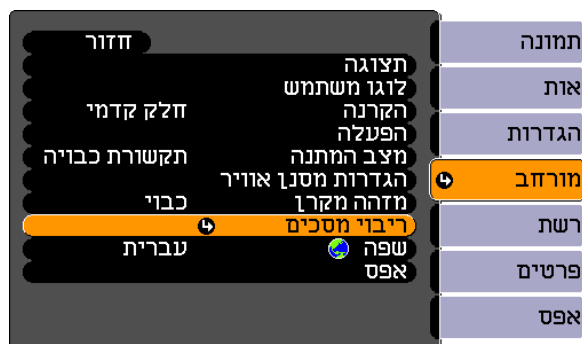 תמונה
אות
הגדרות
מורחב
רשת
פרטים
אפס
חזור
תצוגה
לוגו משתמש
הקרנה חלק קדמי
הפעלה
מצב המתנה תקשורת כבויה
הגדרות מסנן אוויר
מזהה מקרן כבוי
ריבוי מסכים
שפה עברית
אפס